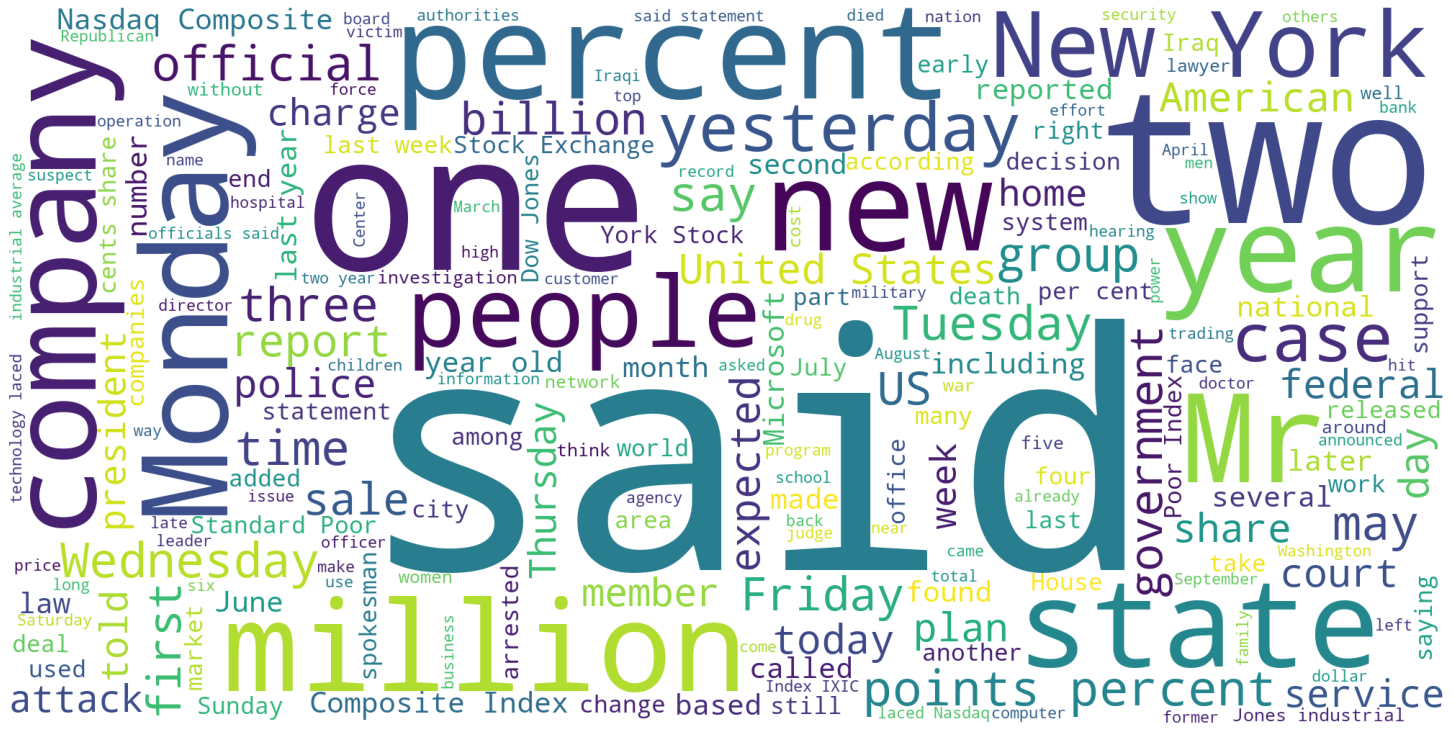 Nasdaq Composite
board
authorities
said statement
died
nation
security
others
Republican
victim
percent
New York
official
Iraqi
early
Iraq
lawyer
without
force
top
reported
American
well
bank
company
operation
charge
billion
yesterday
effort
right
two
April
men
Monday
last week
Stock Exchange
second
according
decision
industrial average
suspect
cents share
number
name
end
last year
one
record
say
new
home
show
hospital
Center
March
Dow Jones
cost
system
officials said
high
York Stock
hearing
year
two year
investigation
customer
United States
group
power
director
three
people
part
military
death
per cent
national
support
president
companies
report
Microsoft
drug
Tuesday
trading
case
children
year old
month
asked
July
August
including
government
face
hit
technology laced
police
information
network
US
war
doctor
federal
statement
said
many
Poor Index
Mr
released
way
time
among
think
world
expected
program
office
week
five
around
announced
later
day
added
issue
sale
city
agency
school
made
four
already
several
work
late
Standard Poor
Thursday
area
back
last
share
may
leader
officer
judge
near
price
Wednesday
make
came
take
Washington
long
six
use
women
member
Friday
found
total
House
September
court
law
told
first
June
spokesman
million
arrested
state
Saturday
market
business
today
plan
family
left
saying
deal
come
another
used
called
dollar
attack
Index IXIC
points percent
service
Sunday
Composite Index
change
based
still
laced Nasdaq
computer
former
Jones industrial